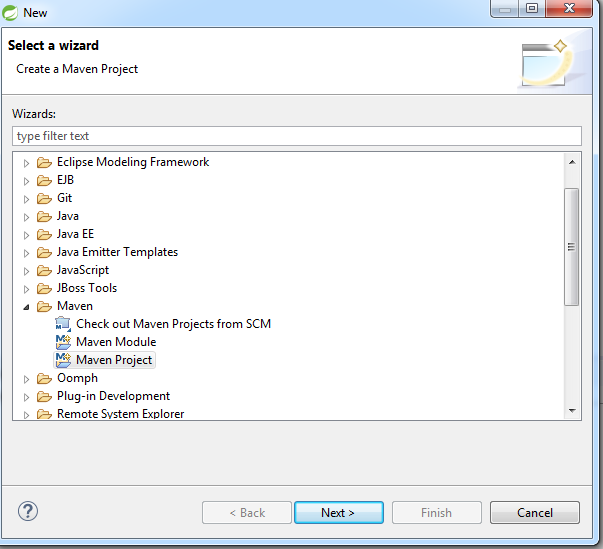 New
Select a wizard
Create a Maven Project
Wizards:
type filter text
Eclipse Modeling Framework
EJB
Git
Java
Java EE
Java Emitter Templates
JavaScript
JBoss Tools
Maven
Check out Maven Projects from SCM
Maven Module
Maven Project
Oomph
Plug-in Development
Remote System Explorer
? < Back Next > Finish Cancel